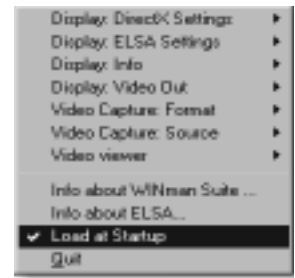 Display: DirectX Settings
Display: ELSA Settings
Display: Info
Display: Video Out
Video Capture: Format
Video Capture: Source
Video viewer
Info about WINman Suite ...
Info about ELSA...
Load at Startup
Quit